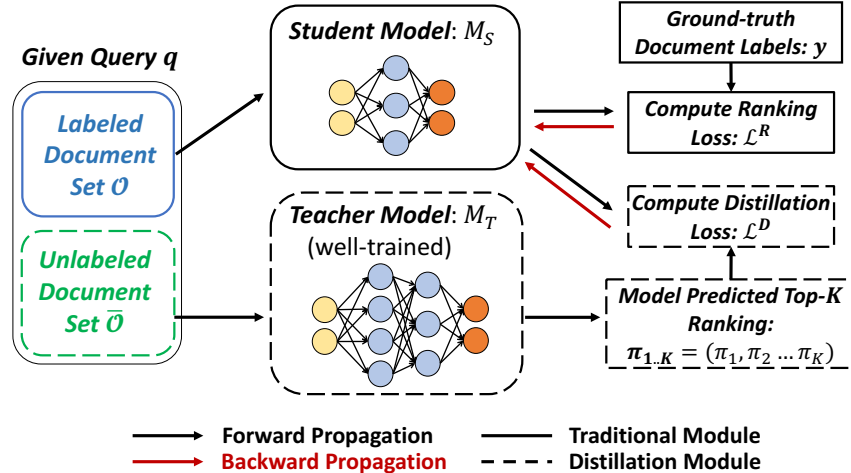 Given Query q
Labeled
Document
Set 𝒪
Unlabeled
Document
Set 𝒪̅
Student Model: M_S
Teacher Model: M_T
(well-trained)
Ground-truth
Document Labels: y
Compute Ranking
Loss: ℒ^R
Compute Distillation
Loss: ℒ^D
Model Predicted Top-K
Ranking:
π_{1..K} = (π_1, π_2 … π_K)
Forward Propagation
Backward Propagation
Traditional Module
Distillation Module